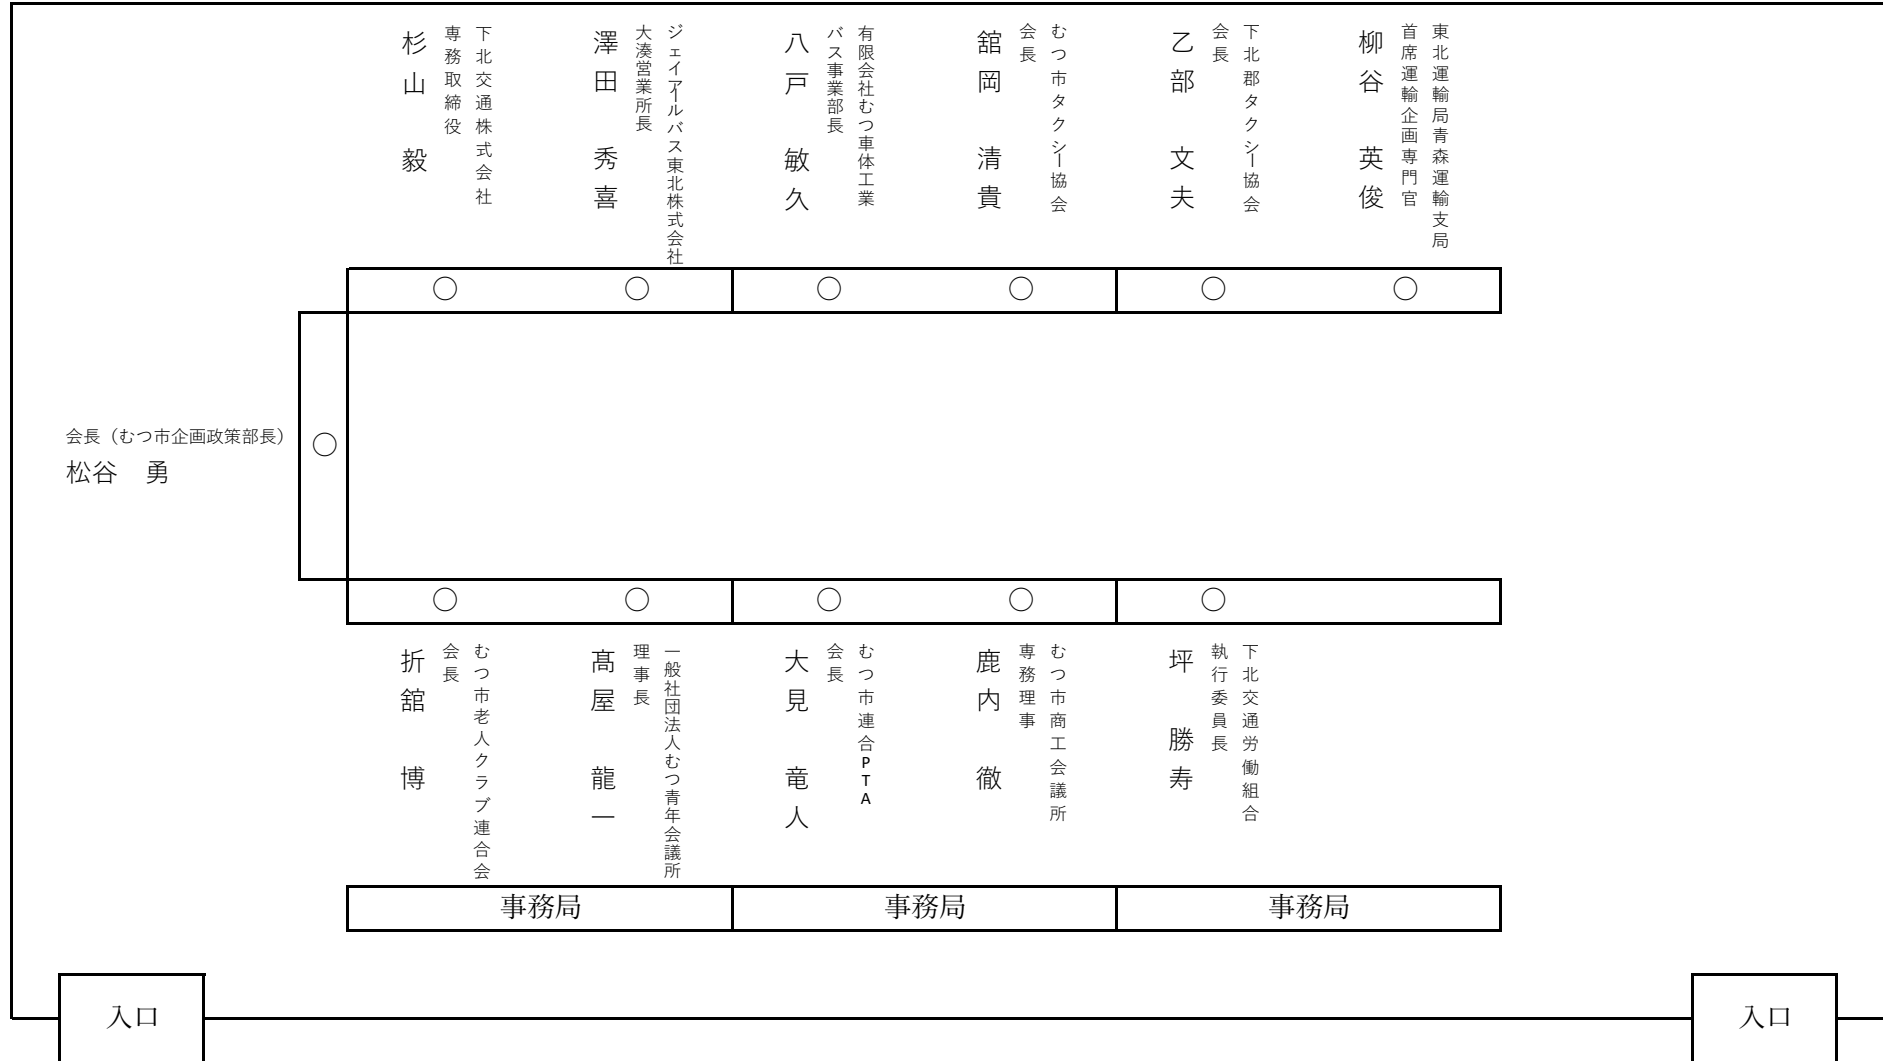 東北運輸局青森運輸支局
首席運輸企画専門官
柳谷　英俊
下北郡タクシー協会
会長
乙部　文夫
むつ市タクシー協会
会長
舘岡　清貴
有限会社むつ車体工業
バス事業部長
八戸　敏久
ジェイアールバス東北株式会社
大湊営業所長
澤田　秀喜
下北交通株式会社
専務取締役
杉山　毅
○ ○ ○ ○ ○ ○
会長（むつ市企画政策部長）
松谷　勇
○
○ ○ ○ ○ ○
下北交通労働組合
執行委員長
坪　勝寿
むつ市商工会議所
専務理事
鹿内　徹
むつ市連合PTA
会長
大見　竜人
一般社団法人むつ青年会議所
理事長
髙屋　龍一
むつ市老人クラブ連合会
会長
折舘　博
事務局 事務局 事務局
入口 入口